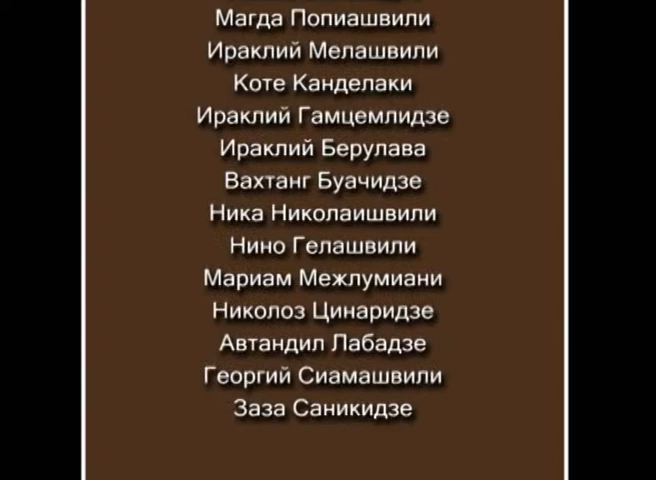 Магда Попиашвили
Ираклий Мелашвили
Коте Канделаки
Ираклий Гамцемлидзе
Ираклий Берулава
Вахтанг Буачидзе
Ника Николаишвили
Нино Гелашвили
Мариам Межлумиани
Николоз Цинаридзе
Автандил Лабадзе
Георгий Сиамашвили
Заза Саникидзе